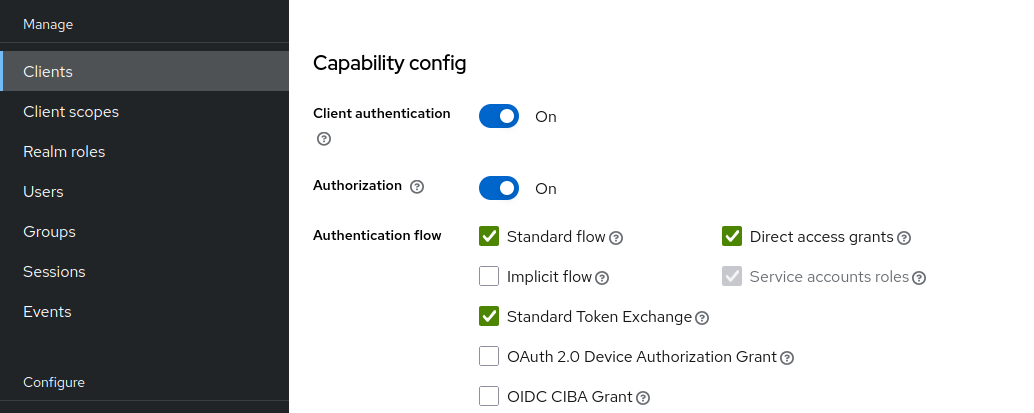 Manage
Clients
Client scopes
Realm roles
Users
Groups
Sessions
Events
Configure
Capability config
Client authentication
On
Authorization
On
Authentication flow
Standard flow
Direct access grants
Implicit flow
Service accounts roles
Standard Token Exchange
OAuth 2.0 Device Authorization Grant
OIDC CIBA Grant